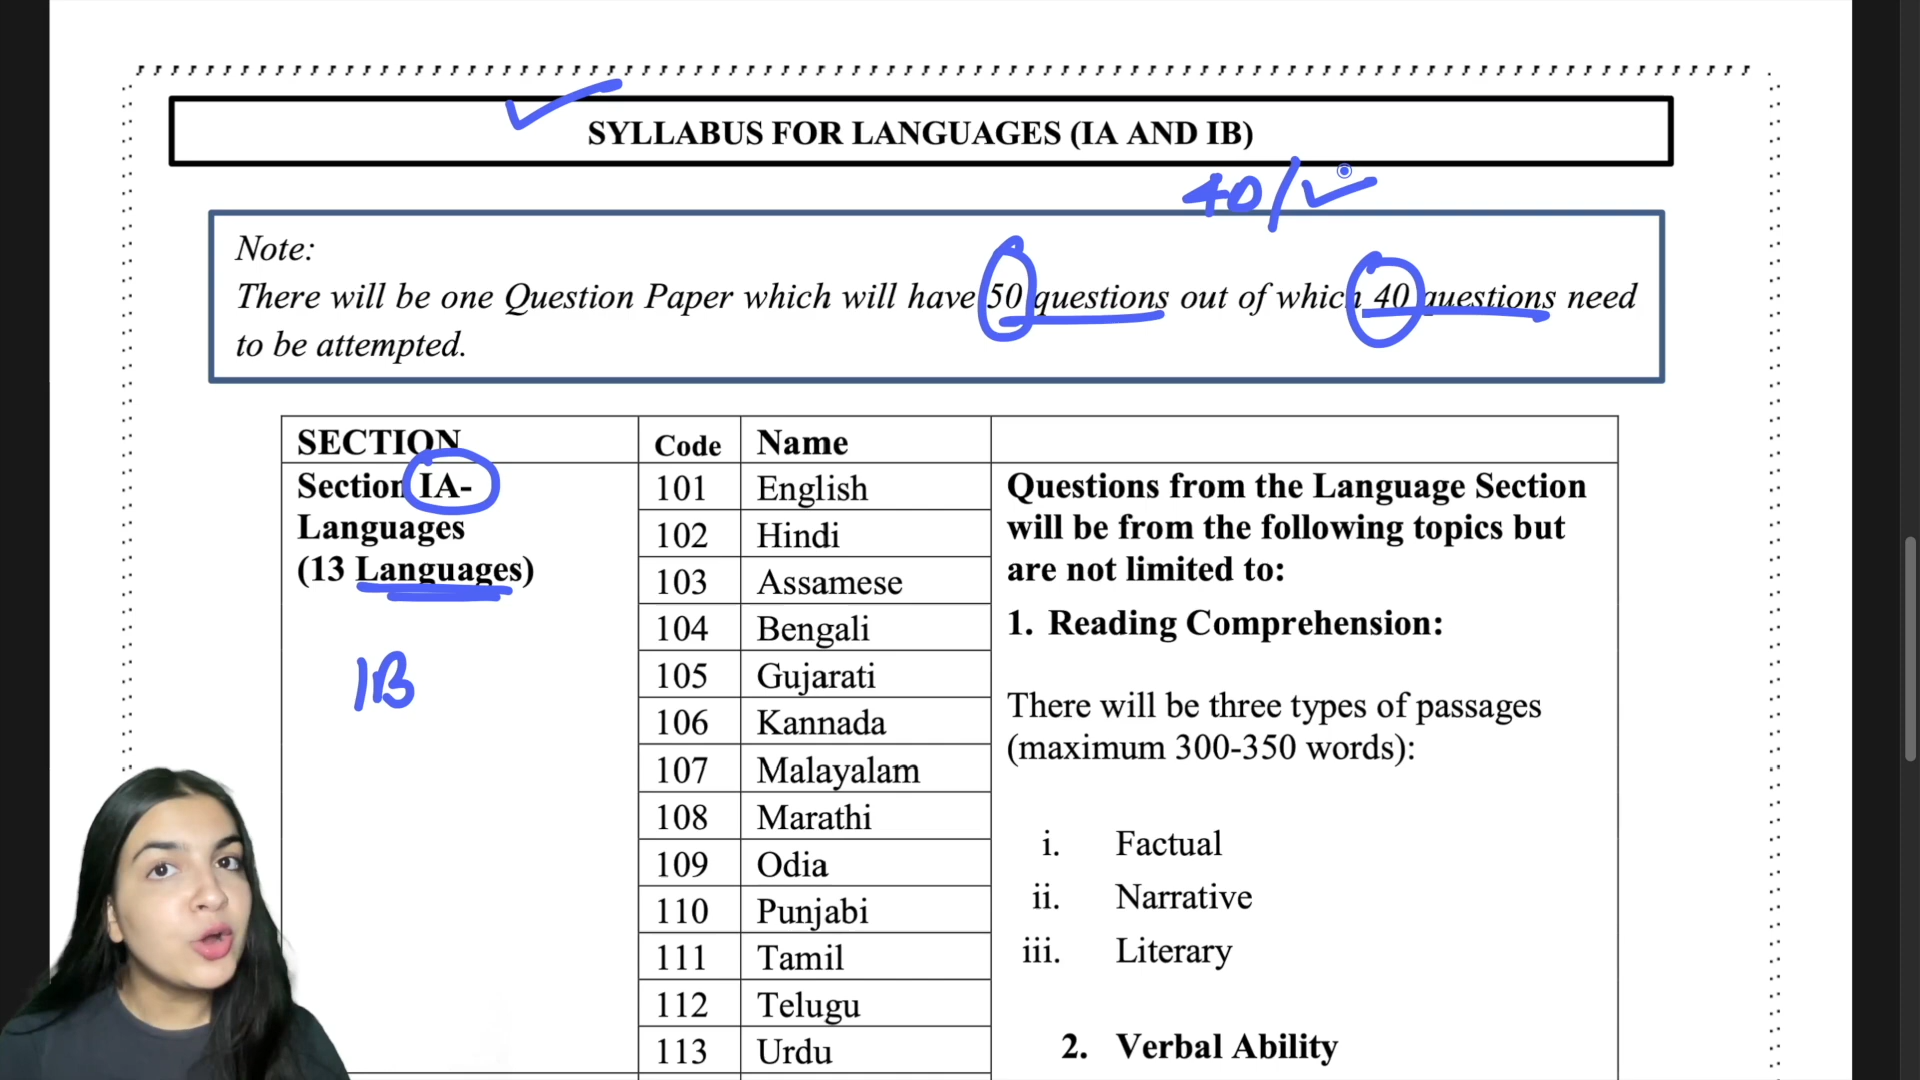 SYLLABUS FOR LANGUAGES (IA AND IB)
40/
Note:
There will be one Question Paper which will have 50 questions out of which 40 questions need
to be attempted.
SECTION Code Name
Section IA-
Languages
(13 Languages)
1B
101 English
102 Hindi
103 Assamese
104 Bengali
105 Gujarati
106 Kannada
107 Malayalam
108 Marathi
109 Odia
110 Punjabi
111 Tamil
112 Telugu
113 Urdu
Questions from the Language Section
will be from the following topics but
are not limited to:
1. Reading Comprehension:
There will be three types of passages
(maximum 300-350 words):
i. Factual
ii. Narrative
iii. Literary
2. Verbal Ability